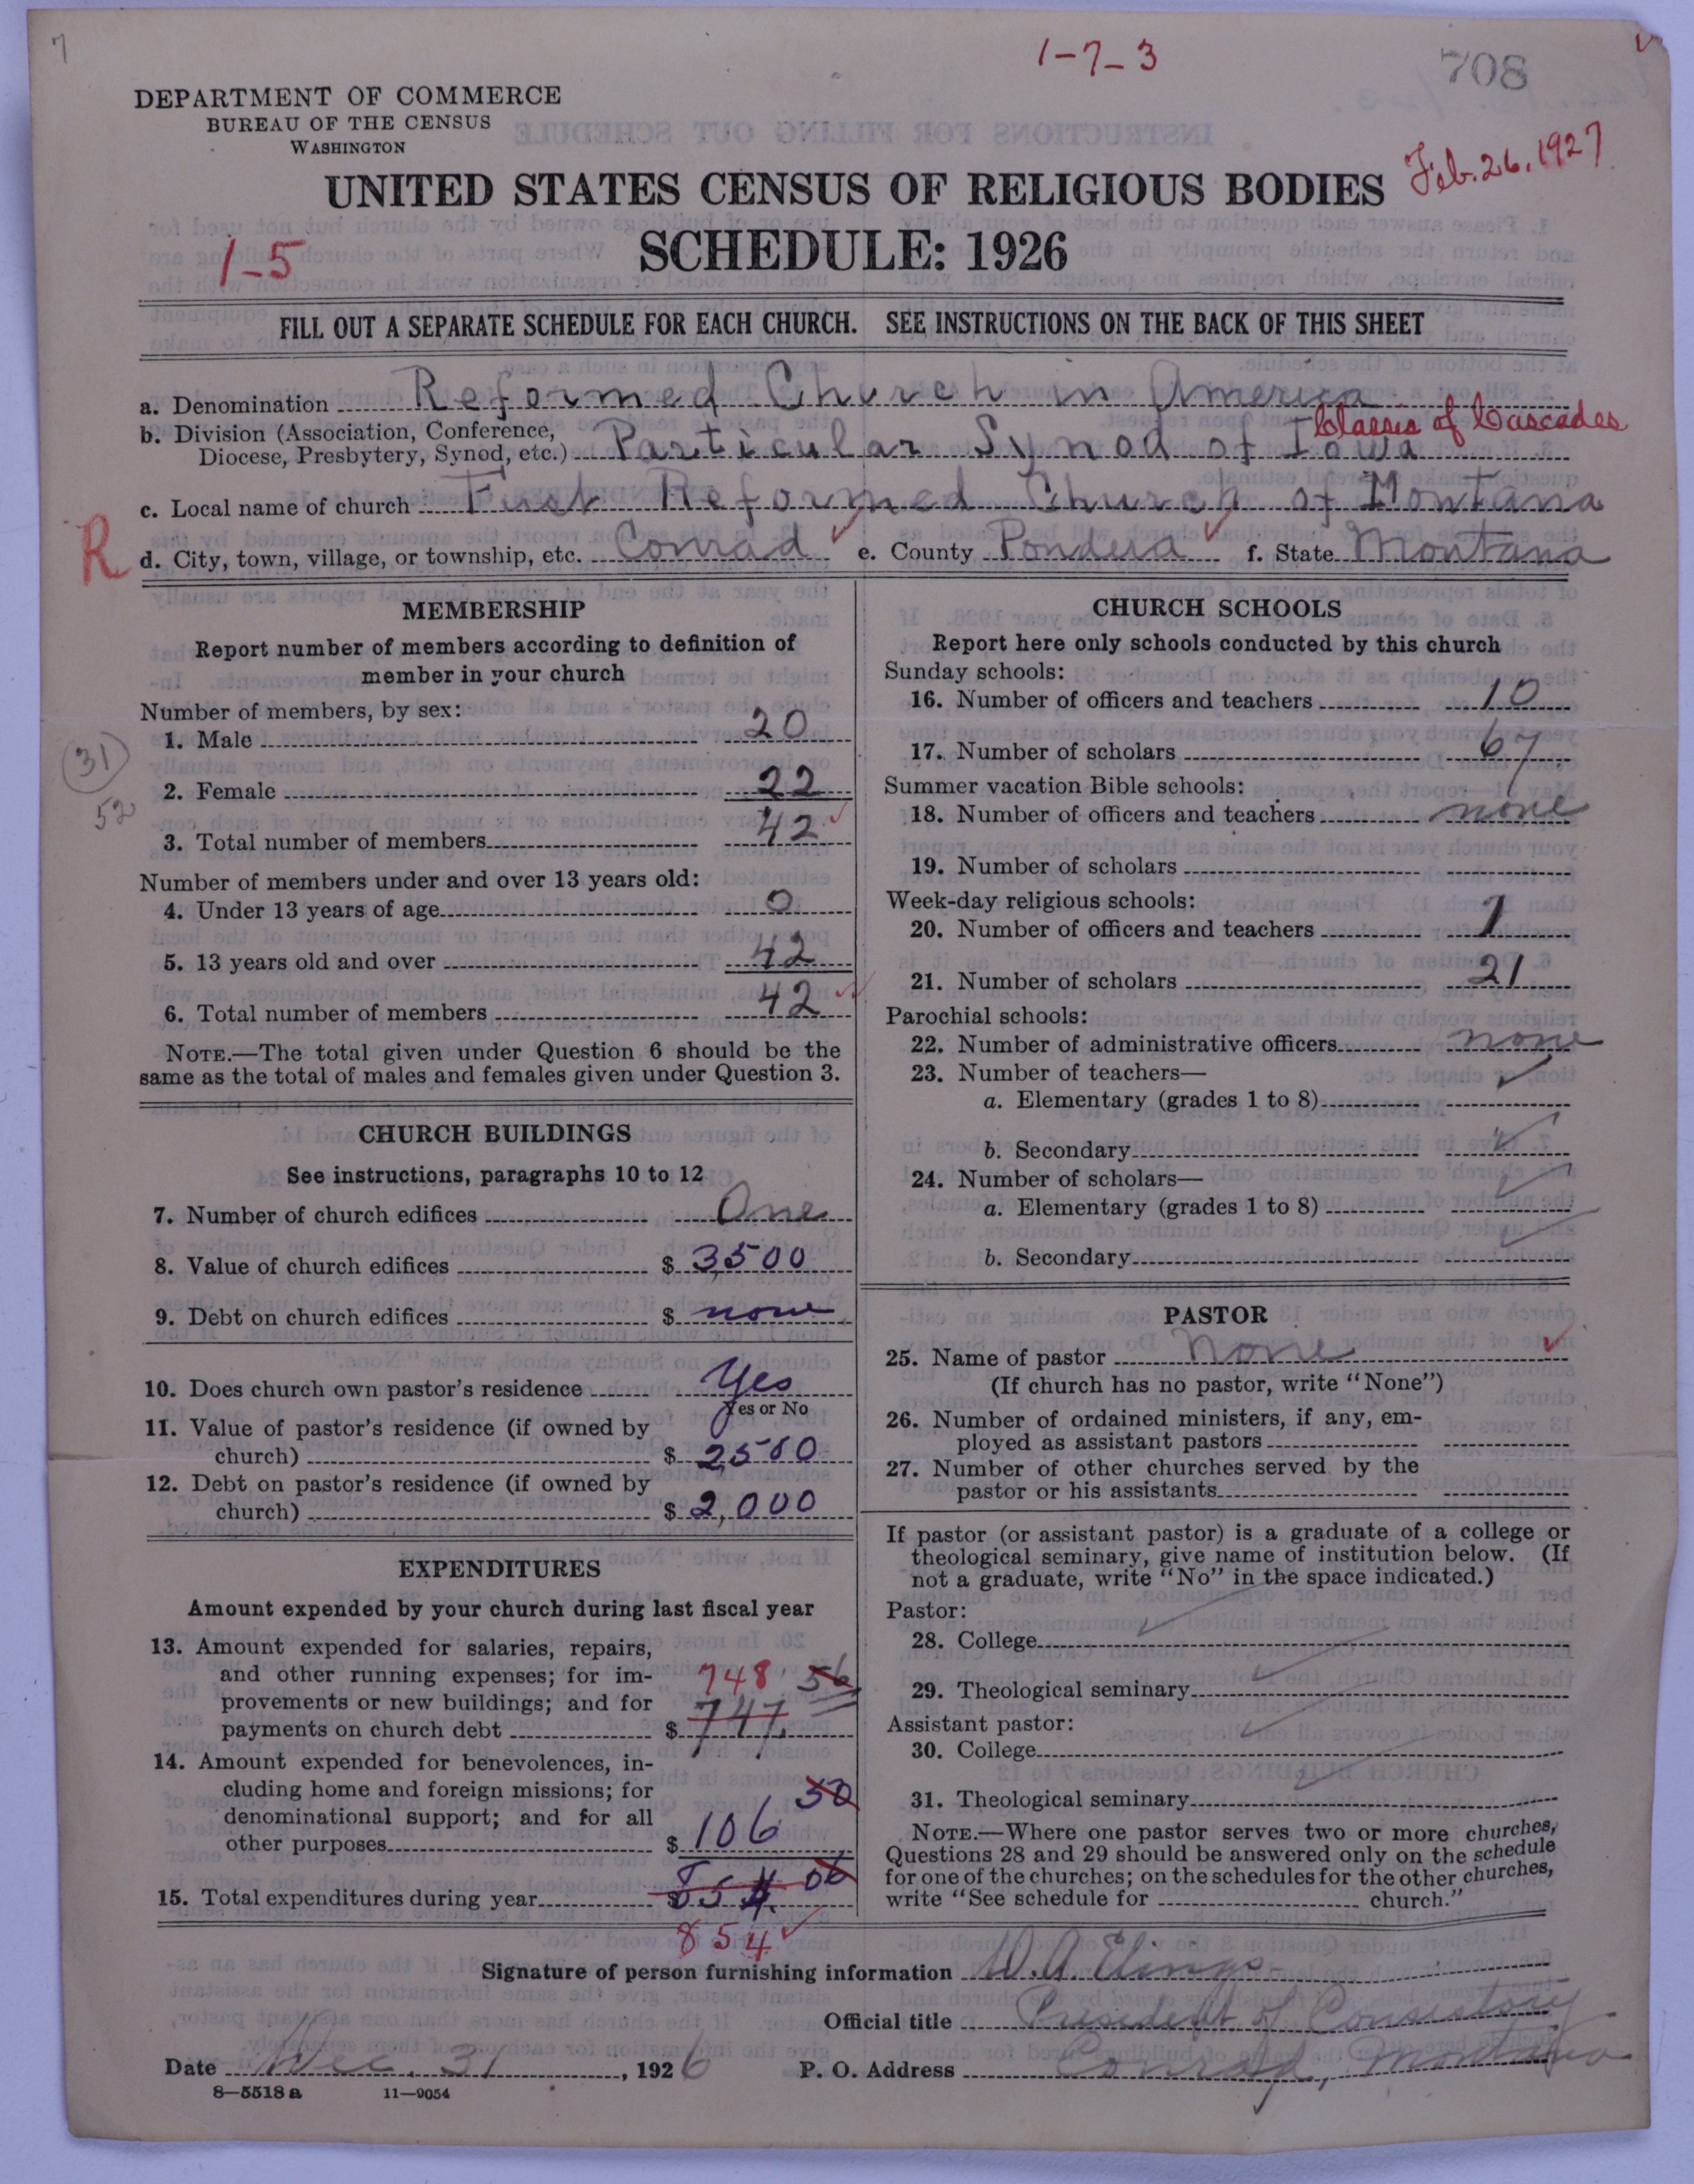 7
1-7-3
708
DEPARTMENT OF COMMERCE
BUREAU OF THE CENSUS
WASHINGTON
Feb. 26, 1927
UNITED STATES CENSUS OF RELIGIOUS BODIES
1-5
SCHEDULE: 1926
FILL OUT A SEPARATE SCHEDULE FOR EACH CHURCH. SEE INSTRUCTIONS ON THE BACK OF THIS SHEET
a. Denomination Reformed Church in America
Classis of Cascades
b. Division (Association, Conference,
Diocese, Presbytery, Synod, etc.) Particular Synod of Iowa
c. Local name of church First Reformed Church of Montana
R
d. City, town, village, or township, etc. Conrad e. County Pondera f. State Montana
MEMBERSHIP
Report number of members according to definition of
member in your church
Number of members, by sex:
1. Male 20
31
2. Female 22
52
3. Total number of members 42
Number of members under and over 13 years old:
4. Under 13 years of age 0
5. 13 years old and over 42
6. Total number of members 42
NOTE.—The total given under Question 6 should be the
same as the total of males and females given under Question 3.
CHURCH BUILDINGS
See instructions, paragraphs 10 to 12
7. Number of church edifices One
8. Value of church edifices $ 3,500
9. Debt on church edifices $ none
10. Does church own pastor's residence Yes
Yes or No
11. Value of pastor's residence (if owned by
church) $ 2,500
12. Debt on pastor's residence (if owned by
church) $ 2,000
EXPENDITURES
Amount expended by your church during last fiscal year
13. Amount expended for salaries, repairs,
and other running expenses; for im- 748 56
provements or new buildings; and for
payments on church debt $ 747
14. Amount expended for benevolences, in-
cluding home and foreign missions; for
denominational support; and for all 50
other purposes $ 106
15. Total expenditures during year $ 854 06
854
CHURCH SCHOOLS
Report here only schools conducted by this church
Sunday schools:
16. Number of officers and teachers 10
17. Number of scholars 67
Summer vacation Bible schools:
18. Number of officers and teachers none
19. Number of scholars
Week-day religious schools:
20. Number of officers and teachers 1
21. Number of scholars 21
Parochial schools:
22. Number of administrative officers none
23. Number of teachers—
a. Elementary (grades 1 to 8)
b. Secondary
24. Number of scholars—
a. Elementary (grades 1 to 8)
b. Secondary
PASTOR
25. Name of pastor None
(If church has no pastor, write "None")
26. Number of ordained ministers, if any, em-
ployed as assistant pastors
27. Number of other churches served by the
pastor or his assistants
If pastor (or assistant pastor) is a graduate of a college or
theological seminary, give name of institution below. (If
not a graduate, write "No" in the space indicated.)
Pastor:
28. College
29. Theological seminary
Assistant pastor:
30. College
31. Theological seminary
NOTE.—Where one pastor serves two or more churches,
Questions 28 and 29 should be answered only on the schedule
for one of the churches; on the schedules for the other churches,
write "See schedule for church."
Signature of person furnishing information W. A. Elings
Official title President of Consistory
Date Dec. 31, 1926 P. O. Address Conrad, Montana
8—5518 a 11—9054